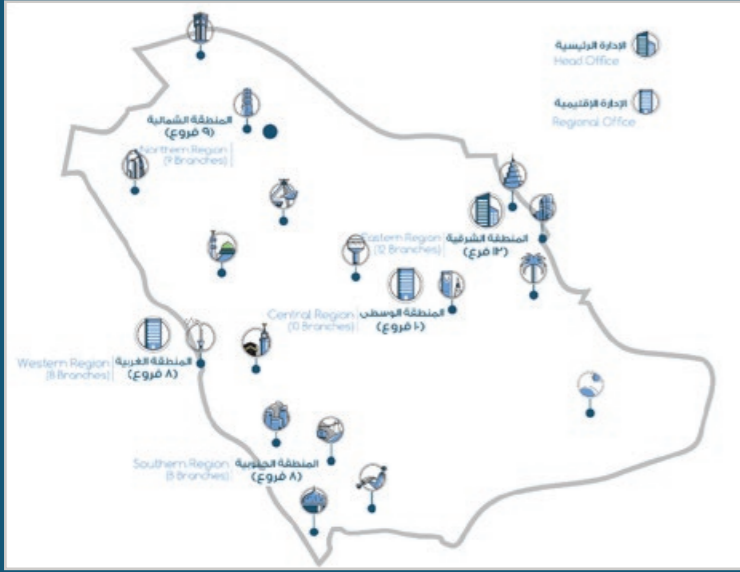 الإدارة الرئيسية
Head Office
الإدارة الإقليمية
Regional Office
المنطقة الشمالية
(٩ فروع)
Northern Region
(9 Branches)
المنطقة الشرقية
(١٢ فرع)
Eastern Region
(12 Branches)
المنطقة الوسطى
(١٠ فروع)
Central Region
(10 Branches)
المنطقة الغربية
(٨ فروع)
Western Region
(8 Branches)
المنطقة الجنوبية
(٨ فروع)
Southern Region
(8 Branches)